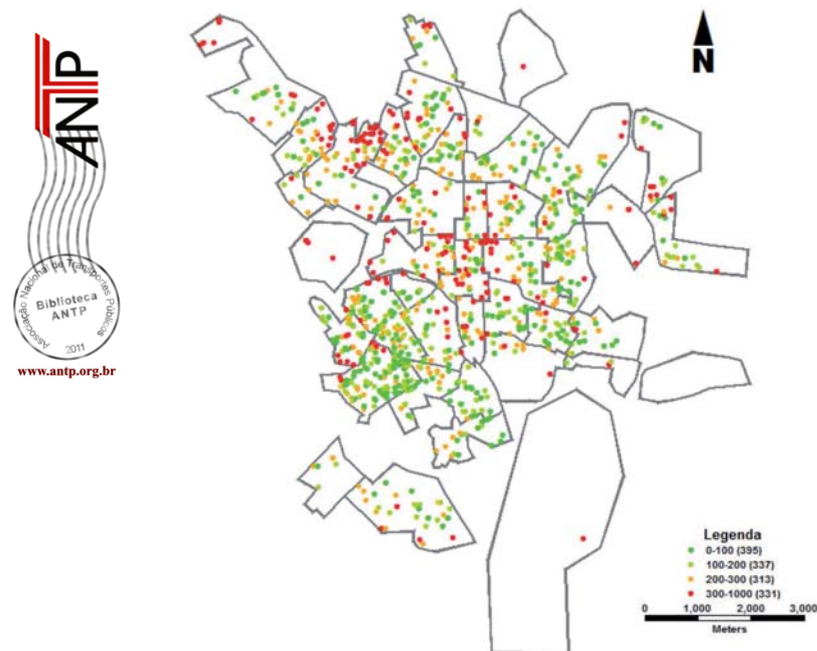 ANTP
Associação Nacional de Transportes Públicos
Biblioteca
ANTP
2011
www.antp.org.br
N
Legenda
0-100 (395)
100-200 (337)
200-300 (313)
300-1000 (331)
0 1,000 2,000 3,000
Meters